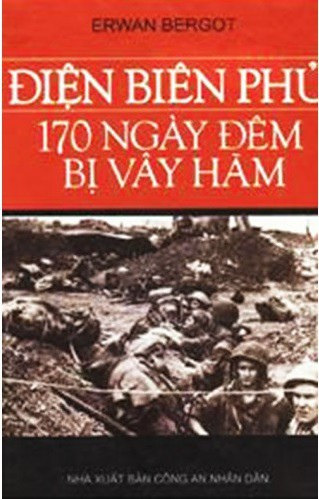 ERWAN BERGOT
ĐIỆN BIÊN PHỦ
170 NGÀY ĐÊM
BỊ VÂY HÃM
NHÀ XUẤT BẢN CÔNG AN NHÂN DÂN